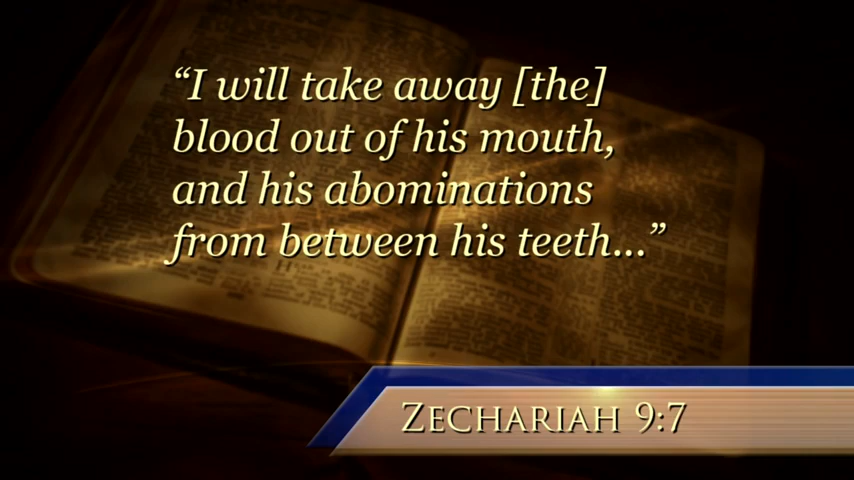 “I will take away [the]
blood out of his mouth,
and his abominations
from between his teeth...”
ZECHARIAH 9:7